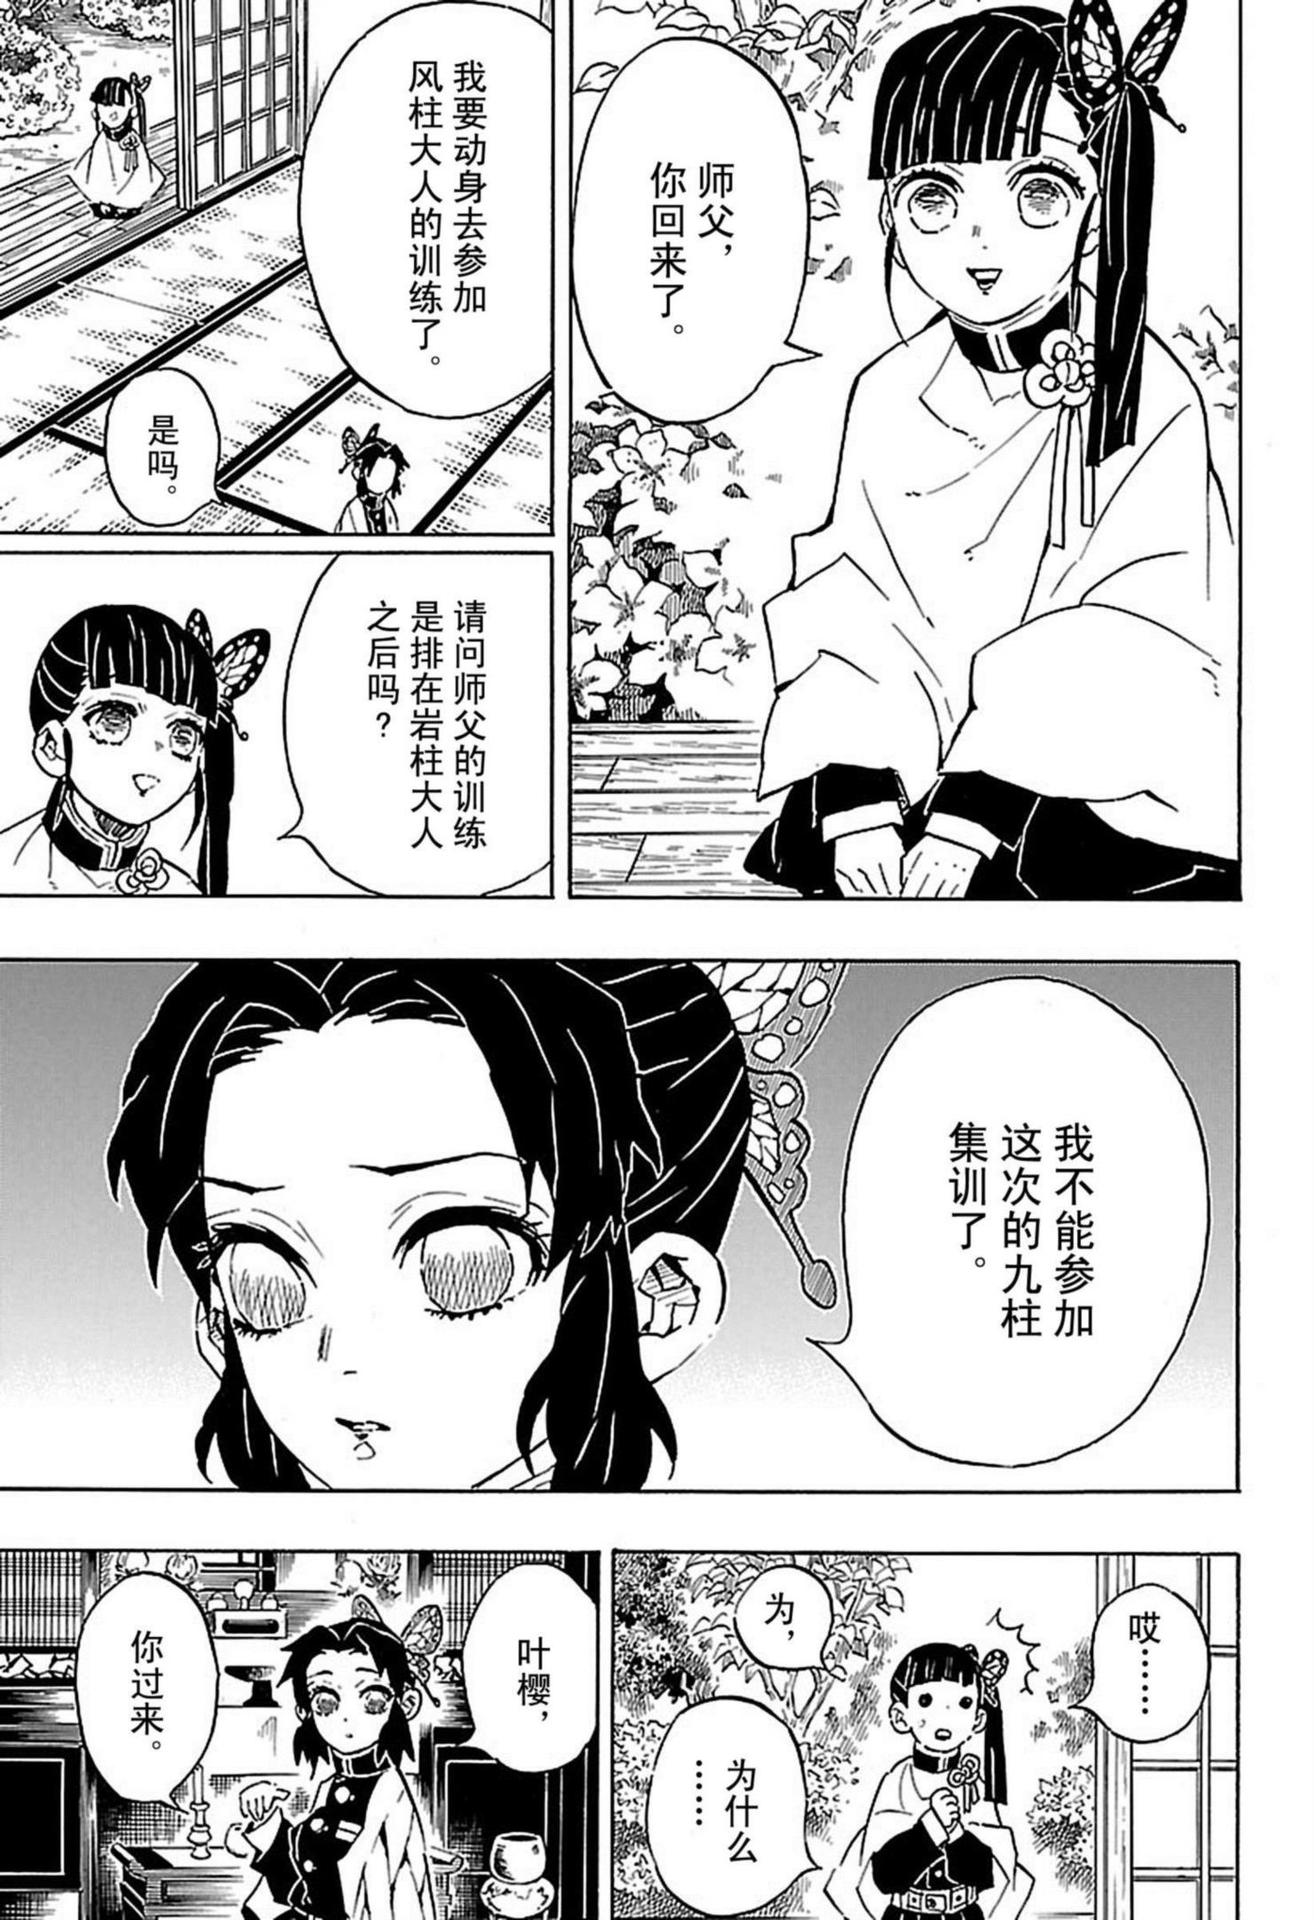 师父，
你回来了。
我要动身去参加
风柱大人的训练了。
是吗。
请问师父的训练
是排在岩柱大人
之后吗？
我不能参加
这次的九柱
集训了。
哎……
为，
为什么
……
叶樱，
你过来。